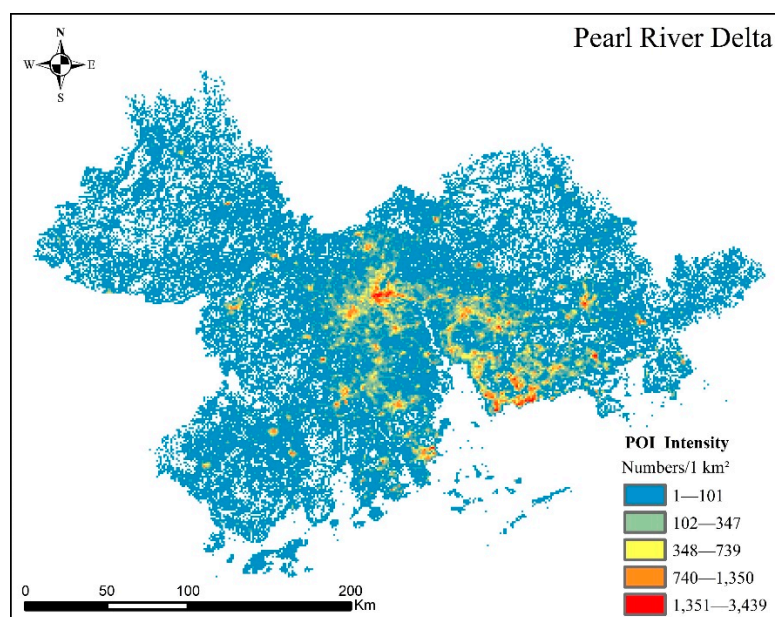 Pearl River Delta
N
W E
S
POI Intensity
Numbers/1 km²
1—101
102—347
348—739
740—1,350
1,351—3,439
0 50 100 200
Km